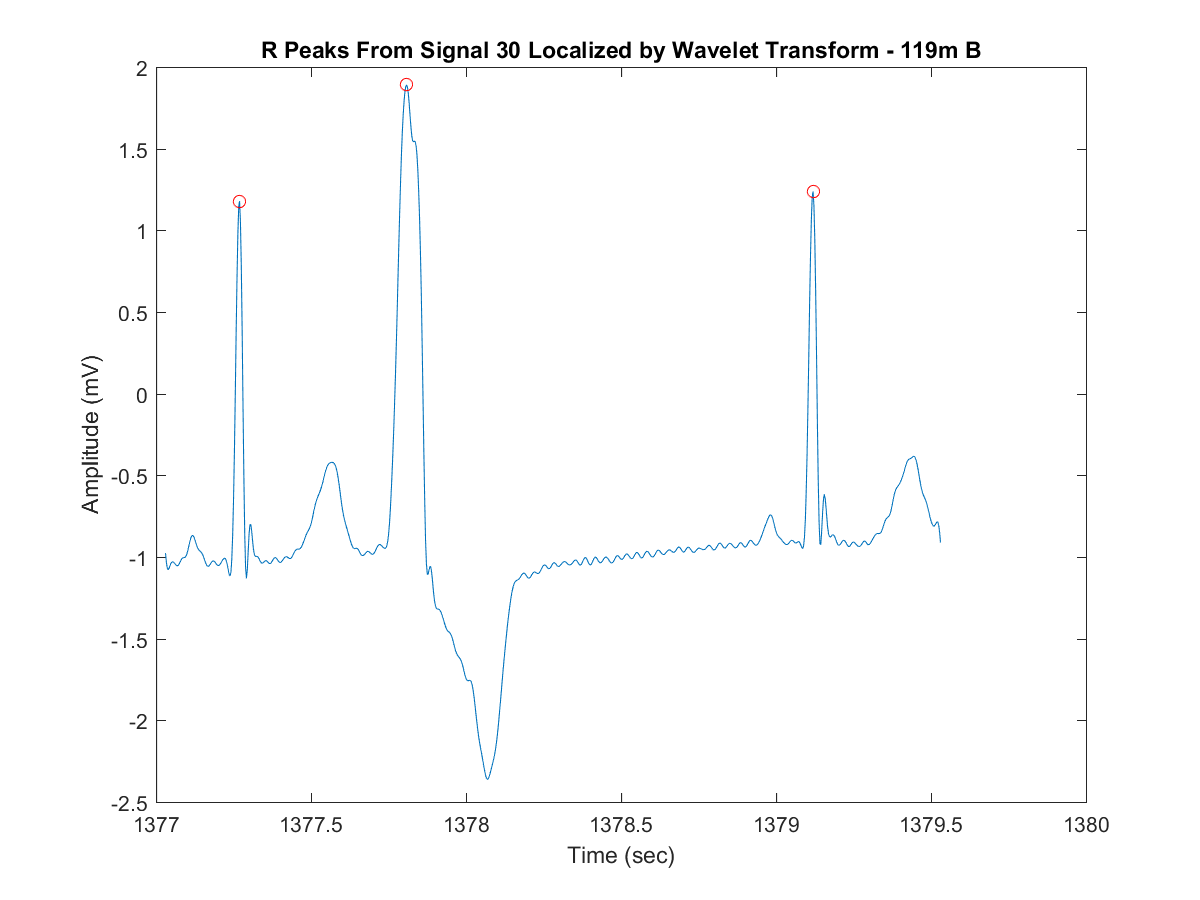 R Peaks From Signal 30 Localized by Wavelet Transform - 119m B
2
1.5
1
0.5
0
-0.5
-1
-1.5
-2
-2.5
Amplitude (mV)
1377 1377.5 1378 1378.5 1379 1379.5 1380
Time (sec)